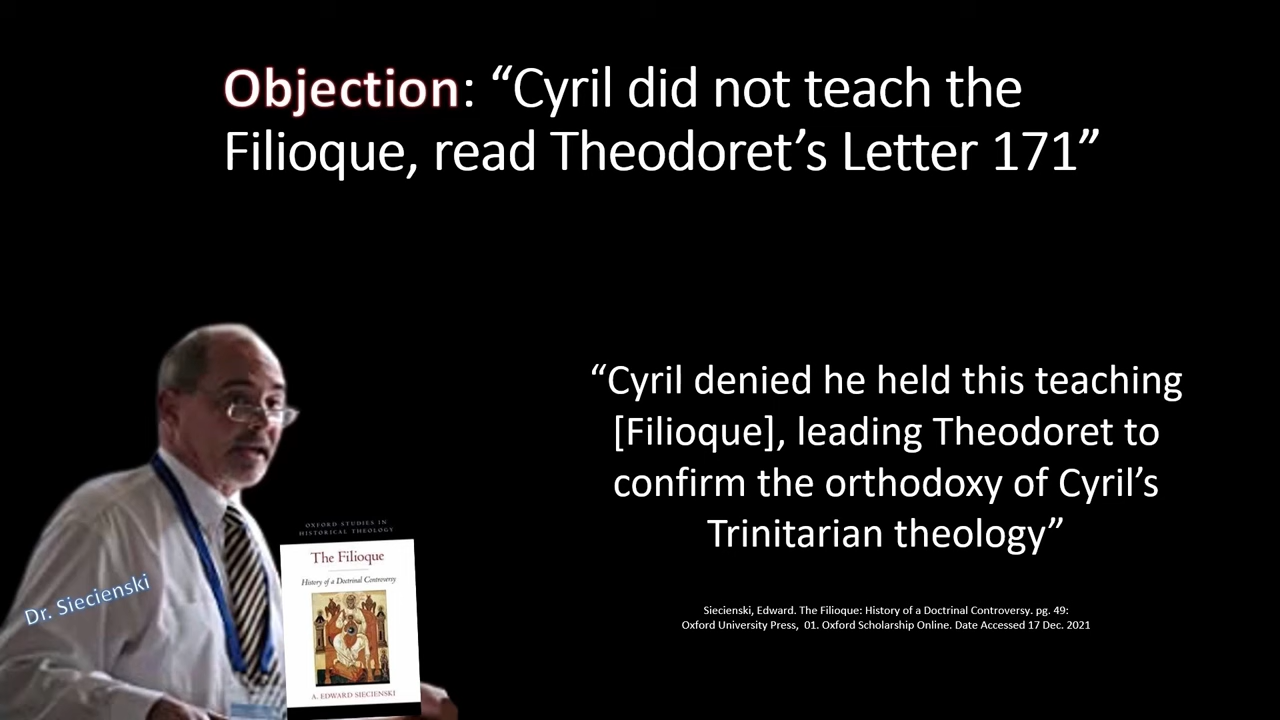 Objection: “Cyril did not teach the
Filioque, read Theodoret’s Letter 171”
“Cyril denied he held this teaching
[Filioque], leading Theodoret to
confirm the orthodoxy of Cyril’s
Trinitarian theology”
Siecienski, Edward. The Filioque: History of a Doctrinal Controversy. pg. 49:
Oxford University Press, 01. Oxford Scholarship Online. Date Accessed 17 Dec. 2021
Dr. Siecienski
OXFORD STUDIES IN
HISTORICAL THEOLOGY
The Filioque
History of a Doctrinal Controversy
A. EDWARD SIECIENSKI